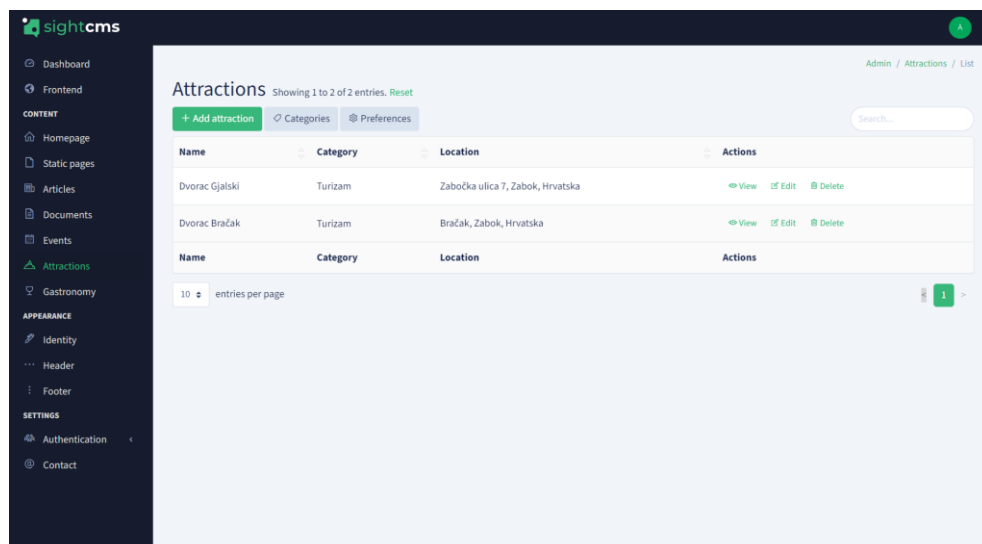 sightcms
A
Dashboard
Frontend
CONTENT
Homepage
Static pages
Articles
Documents
Events
Attractions
Gastronomy
APPEARANCE
Identity
Header
Footer
SETTINGS
Authentication <
Contact
Admin / Attractions / List
Attractions Showing 1 to 2 of 2 entries. Reset
+ Add attraction Categories Preferences Search...
Name Category Location Actions
Dvorac Gjalski Turizam Zabočka ulica 7, Zabok, Hrvatska View Edit Delete
Dvorac Bračak Turizam Bračak, Zabok, Hrvatska View Edit Delete
Name Category Location Actions
10 entries per page 1 >